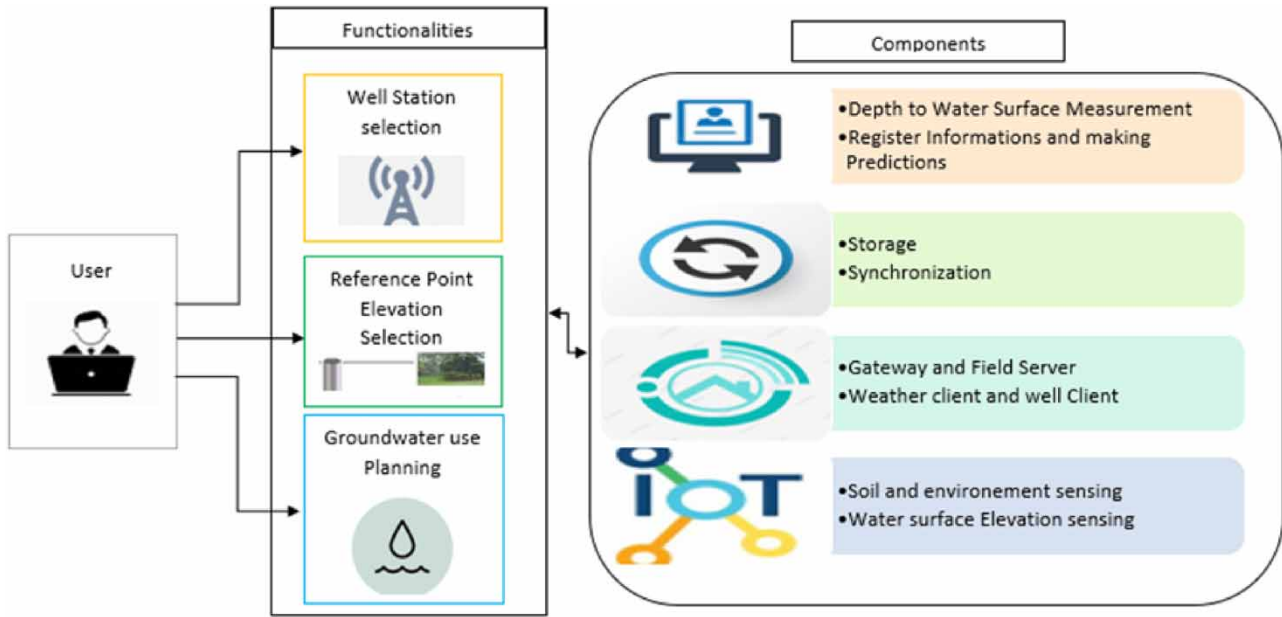 Functionalities
Well Station
selection
User
Reference Point
Elevation
Selection
Groundwater use
Planning
Components
•Depth to Water Surface Measurement
•Register Informations and making
Predictions
•Storage
•Synchronization
•Gateway and Field Server
•Weather client and well Client
IOT
•Soil and environement sensing
•Water surface Elevation sensing